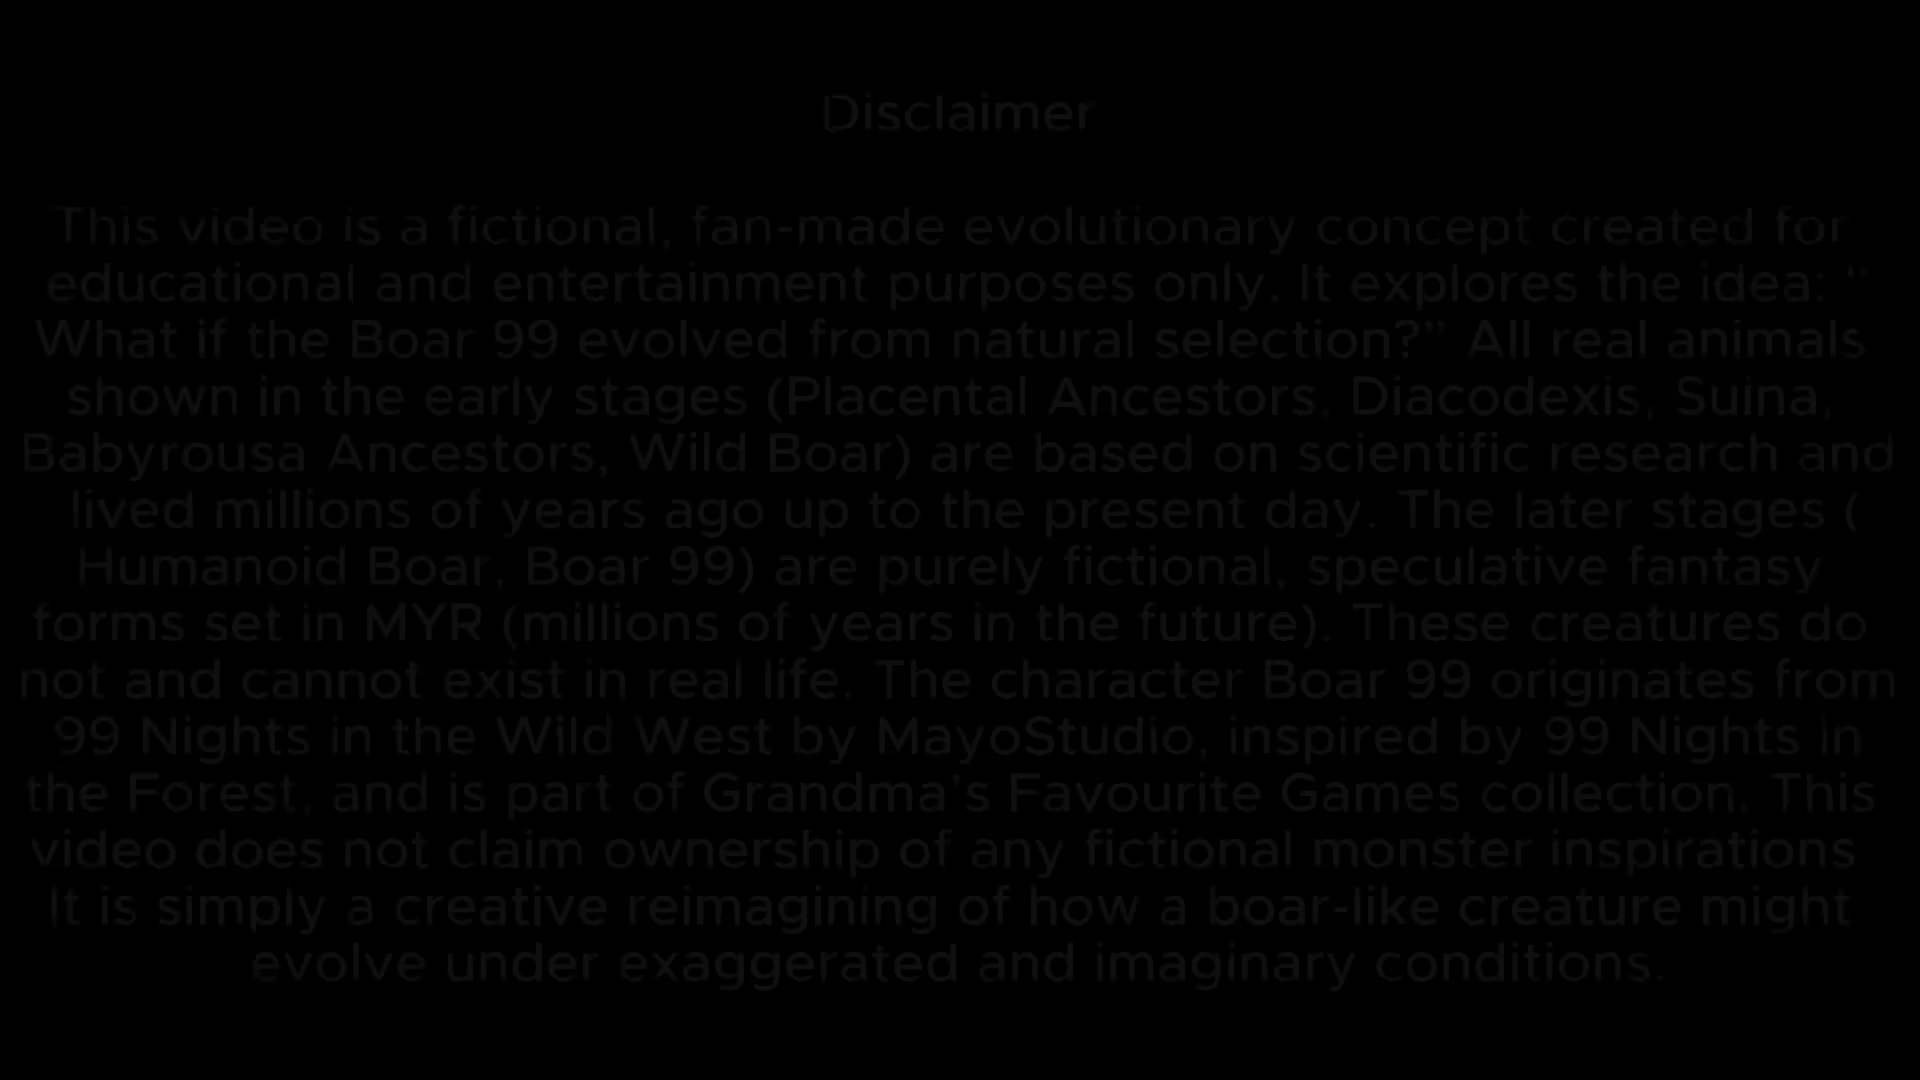 Disclaimer
This video is a fictional, fan-made evolutionary concept created for
educational and entertainment purposes only. It explores the idea: "
What if the Boar 99 evolved from natural selection?" All real animals
shown in the early stages (Placental Ancestors, Diacodexis, Suina,
Babyrousa Ancestors, Wild Boar) are based on scientific research and
lived millions of years ago up to the present day. The later stages (
Humanoid Boar, Boar 99) are purely fictional, speculative fantasy
forms set in MYR (millions of years in the future). These creatures do
not and cannot exist in real life. The character Boar 99 originates from
99 Nights in the Wild West by MayoStudio, inspired by 99 Nights in
the Forest, and is part of Grandma's Favourite Games collection. This
video does not claim ownership of any fictional monster inspirations
It is simply a creative reimagining of how a boar-like creature might
evolve under exaggerated and imaginary conditions.